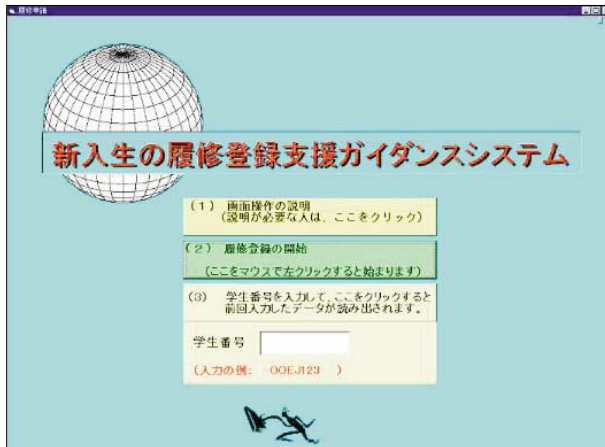 履修申請
新入生の履修登録支援ガイダンスシステム
(1) 画面操作の説明
(説明が必要な人は、ここをクリック)
(2) 履修登録の開始
(ここをマウスで左クリックすると始まります)
(3) 学生番号を入力して、ここをクリックすると
前回入力したデータが読み出されます。
学生番号
(入力の例: 00EJ123 )